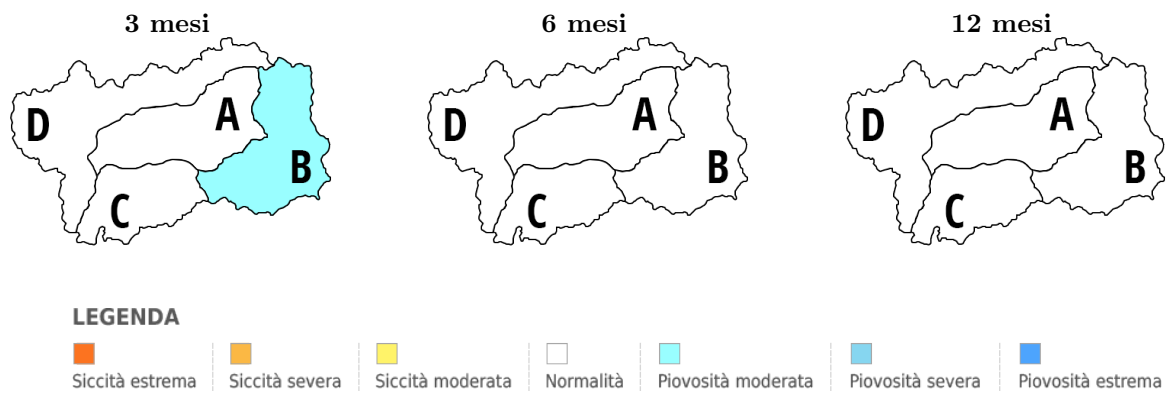 3 mesi
6 mesi
12 mesi
D
A
B
C
D
A
B
C
D
A
B
C
LEGENDA
Siccità estrema
Siccità severa
Siccità moderata
Normalità
Piovosità moderata
Piovosità severa
Piovosità estrema